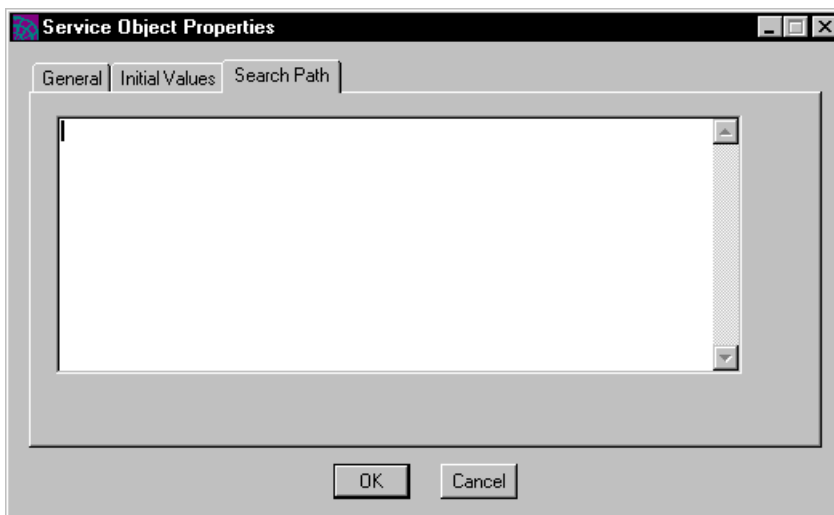 Service Object Properties
General Initial Values Search Path
OK Cancel